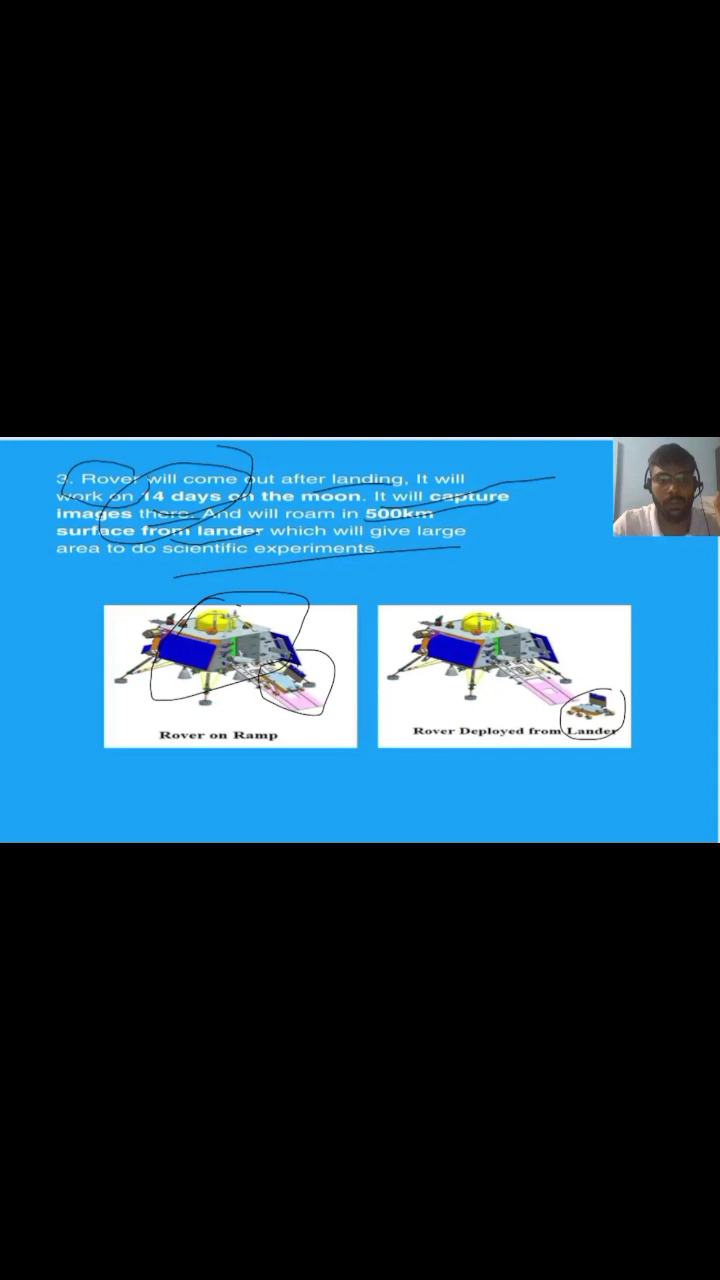 3. Rover will come out after landing, It will
work on 14 days on the moon. It will capture
images there. And will roam in 500km
surface from lander which will give large
area to do scientific experiments.
Rover on Ramp
Rover Deployed from Lander